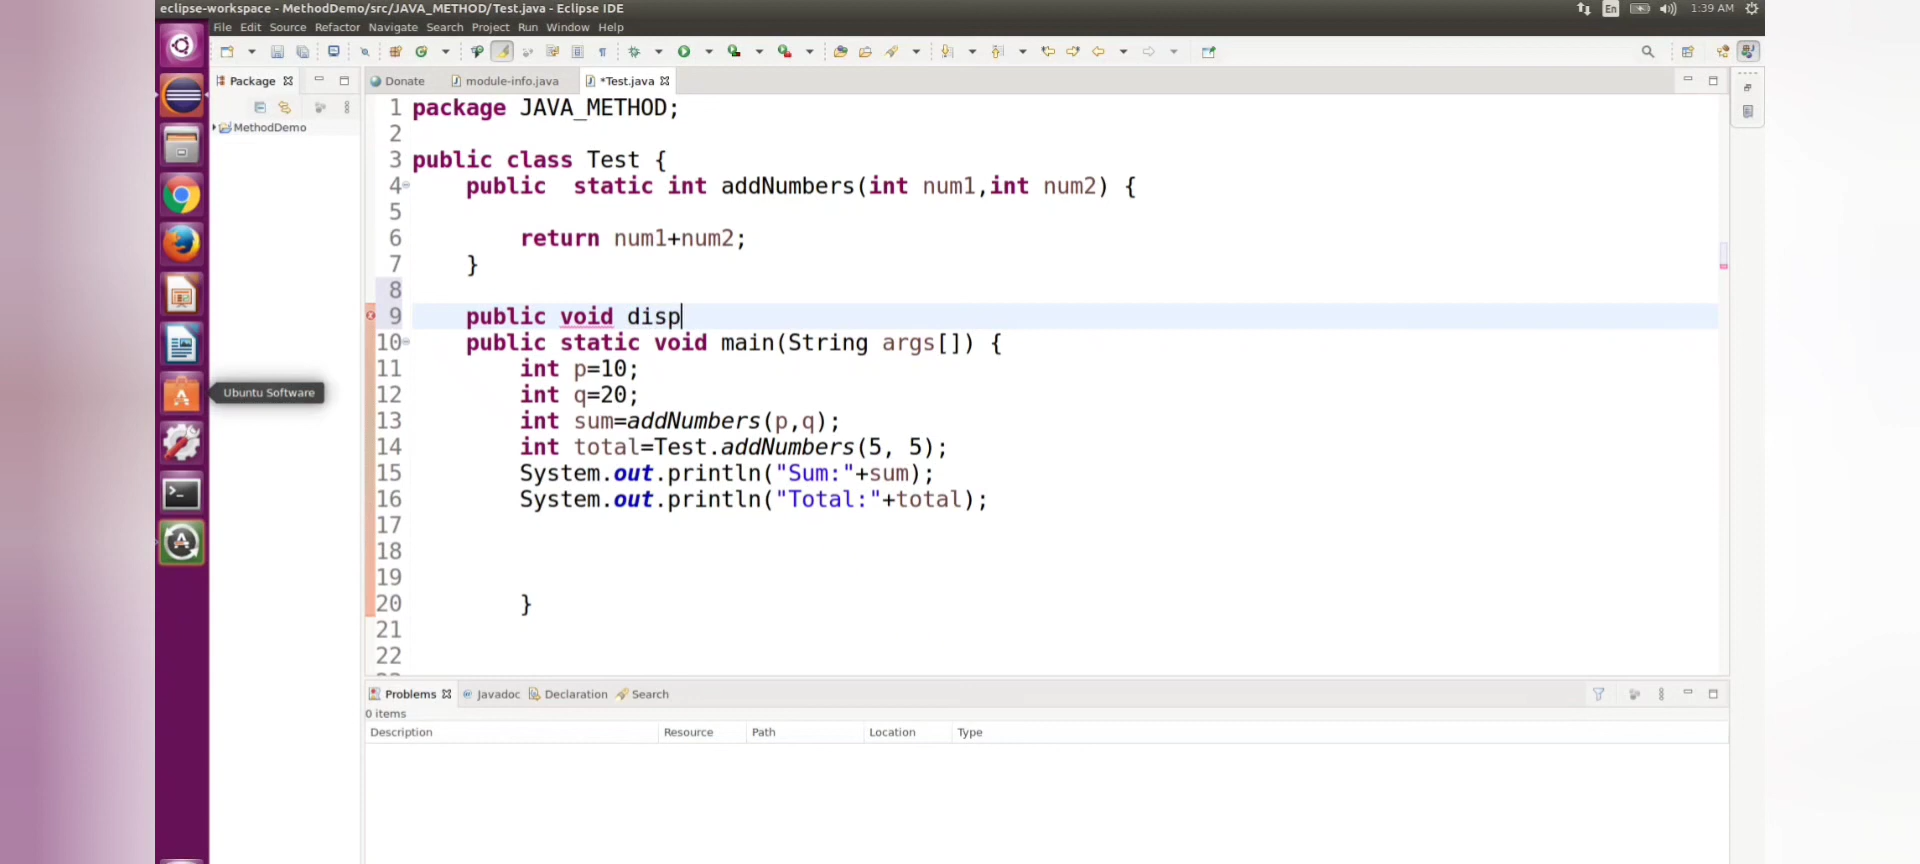 eclipse-workspace - MethodDemo/src/JAVA_METHOD/Test.java - Eclipse IDE
En
1:39 AM
File Edit Source Refactor Navigate Search Project Run Window Help
Package
Donate
module-info.java
*Test.java
MethodDemo
1 package JAVA_METHOD;
2
3 public class Test {
4 public  static int addNumbers(int num1,int num2) {
5
6 return num1+num2;
7 }
8
9 public void disp
10 public static void main(String args[]) {
11 int p=10;
12 int q=20;
13 int sum=addNumbers(p,q);
14 int total=Test.addNumbers(5, 5);
15 System.out.println("Sum:"+sum);
16 System.out.println("Total:"+total);
17
18
19
20 }
21
22
Ubuntu Software
Problems
Javadoc
Declaration
Search
0 items
Description Resource Path Location Type